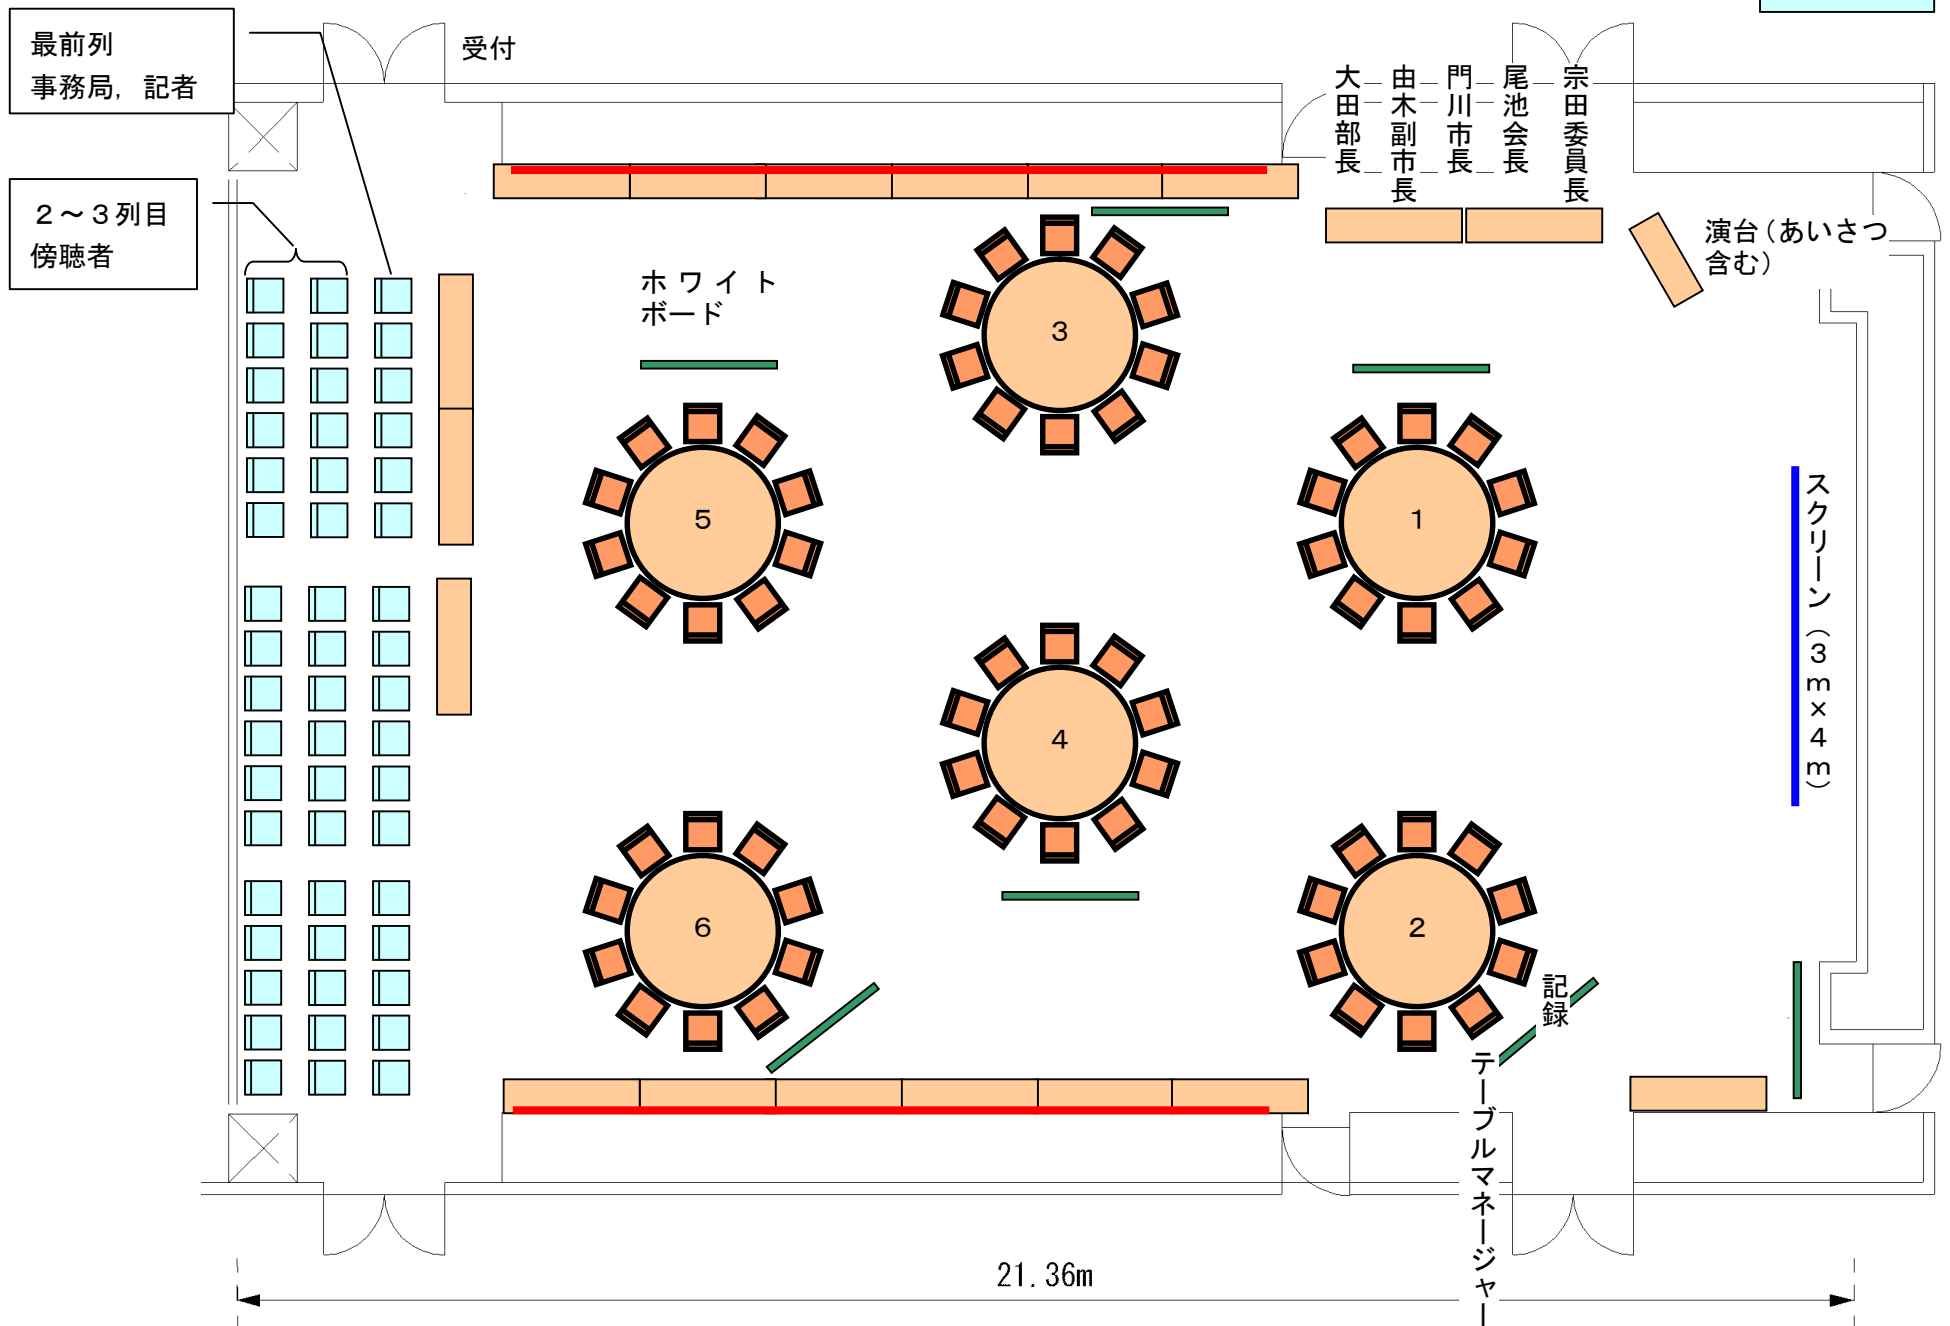 最前列
事務局，記者
受付
大田部長
由木副市長
門川市長
尾池会長
宗田委員長
２～３列目
傍聴者
演台（あいさつ
含む）
ホワイト
ボード
3
5
1
スクリーン（３ｍ×４ｍ）
4
6
2
記録
テーブルマネージャー
21.36m